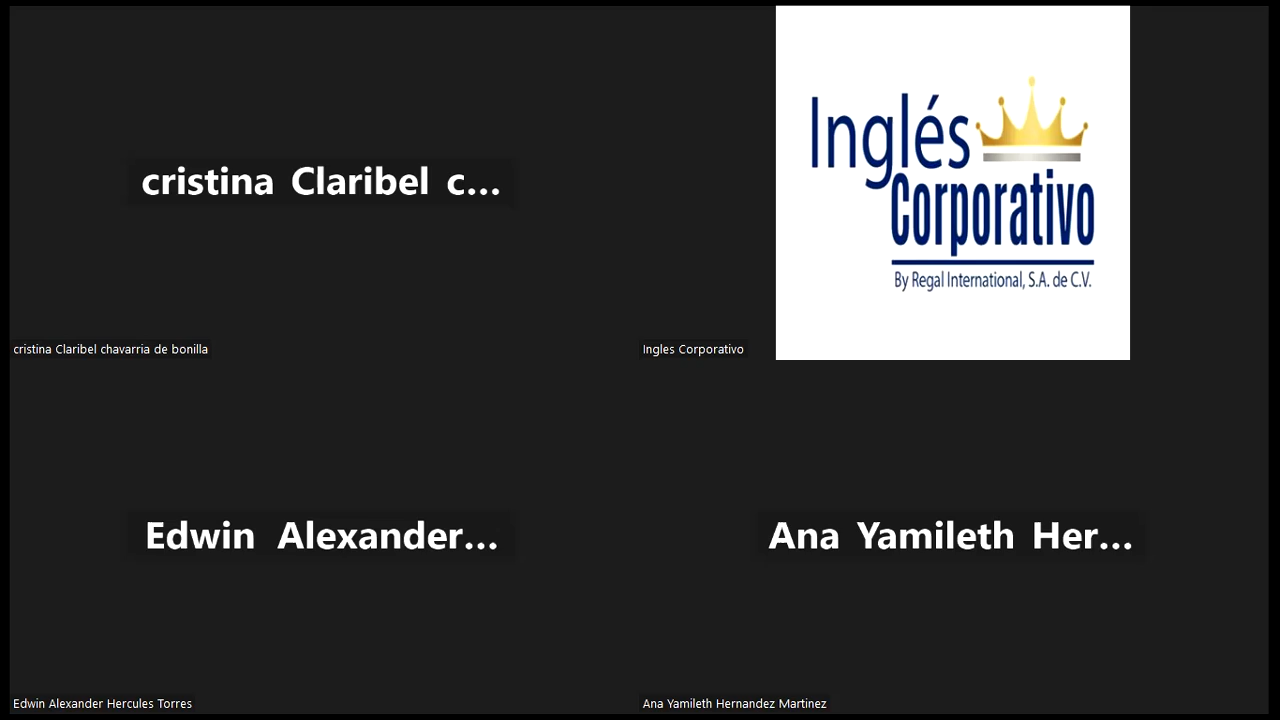 cristina Claribel c...
cristina Claribel chavarria de bonilla
Inglés
Corporativo
By Regal International, S.A. de C.V.
Ingles Corporativo
Edwin Alexander...
Edwin Alexander Hercules Torres
Ana Yamileth Her...
Ana Yamileth Hernandez Martinez